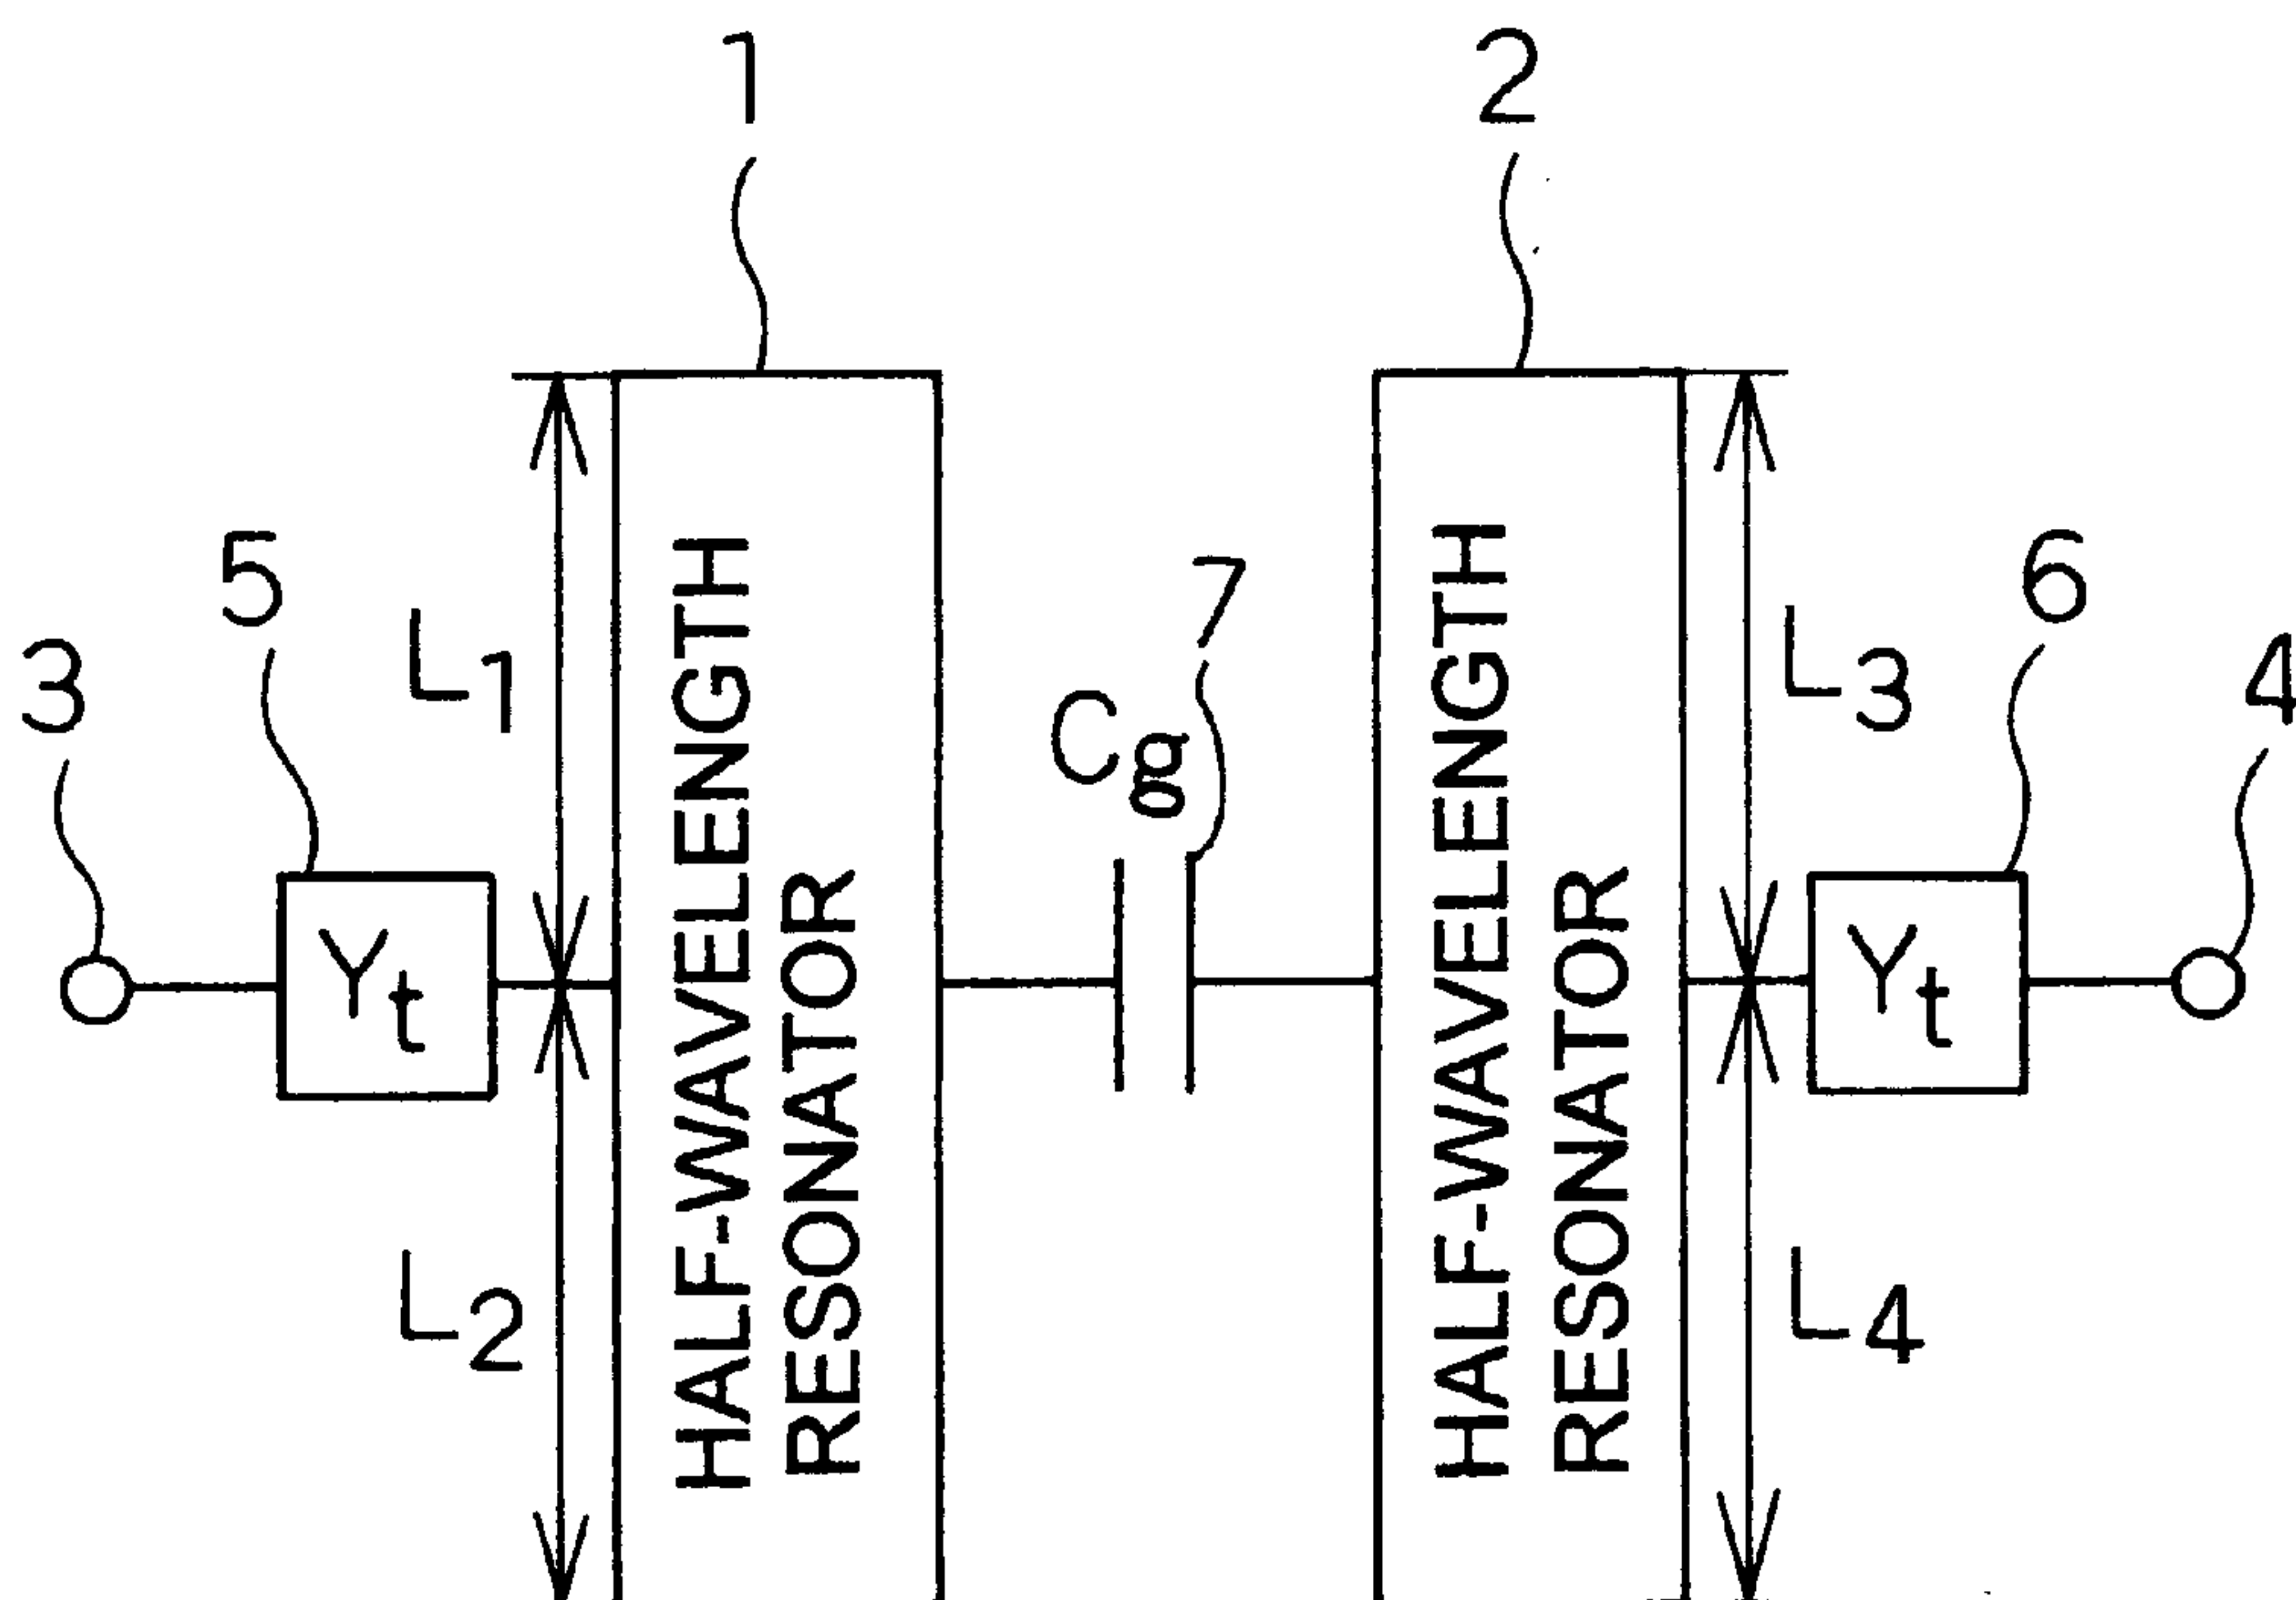 1
2
5
3
L1
7
Cg
L3
6
4
Yt
Yt
HALF-WAVELENGTH
RESONATOR
HALF-WAVELENGTH
RESONATOR
L2
L4